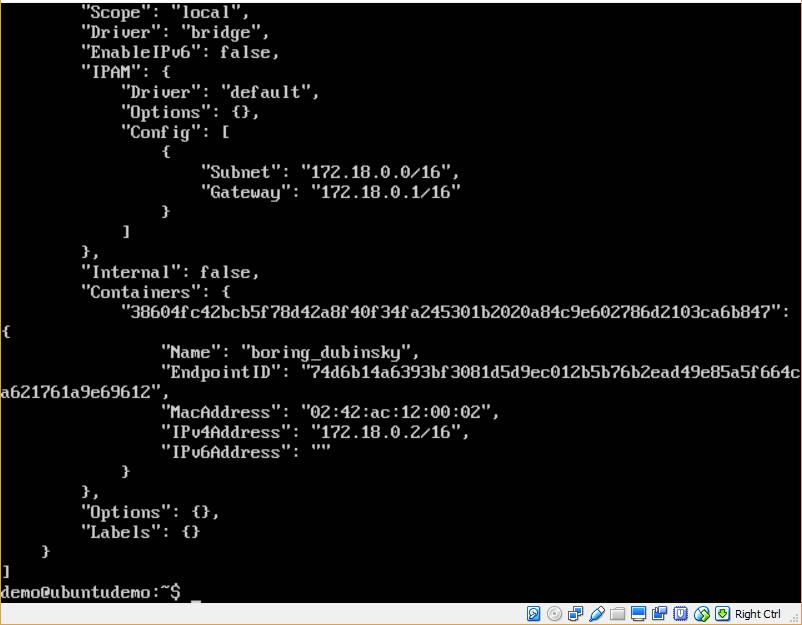 "Scope": "local",
"Driver": "bridge",
"EnableIPv6": false,
"IPAM": {
"Driver": "default",
"Options": {},
"Config": [
{
"Subnet": "172.18.0.0/16",
"Gateway": "172.18.0.1/16"
}
]
},
"Internal": false,
"Containers": {
"38604fc42bcb5f78d42a8f40f34fa245301b2020a84c9e602786d2103ca6b847":
{
"Name": "boring_dubinsky",
"EndpointID": "74d6b14a6393bf3081d5d9ec012b5b76b2ead49e85a5f664c
a621761a9e69612",
"MacAddress": "02:42:ac:12:00:02",
"IPv4Address": "172.18.0.2/16",
"IPv6Address": ""
}
},
"Options": {},
"Labels": {}
}
]
demo@ubuntudemo:~$ _
Right Ctrl